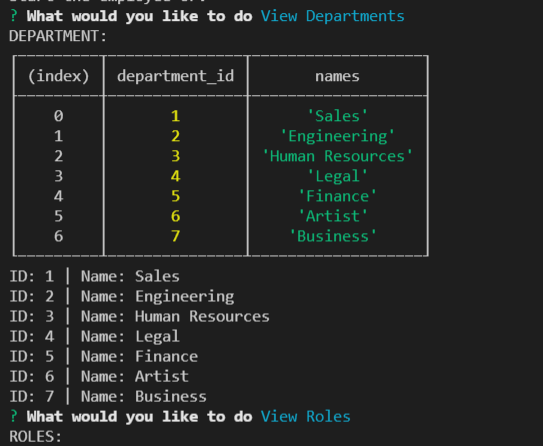 ? What would you like to do View Departments
DEPARTMENT:
(index) department_id names
0 1 'Sales'
1 2 'Engineering'
2 3 'Human Resources'
3 4 'Legal'
4 5 'Finance'
5 6 'Artist'
6 7 'Business'
ID: 1 | Name: Sales
ID: 2 | Name: Engineering
ID: 3 | Name: Human Resources
ID: 4 | Name: Legal
ID: 5 | Name: Finance
ID: 6 | Name: Artist
ID: 7 | Name: Business
? What would you like to do View Roles
ROLES: